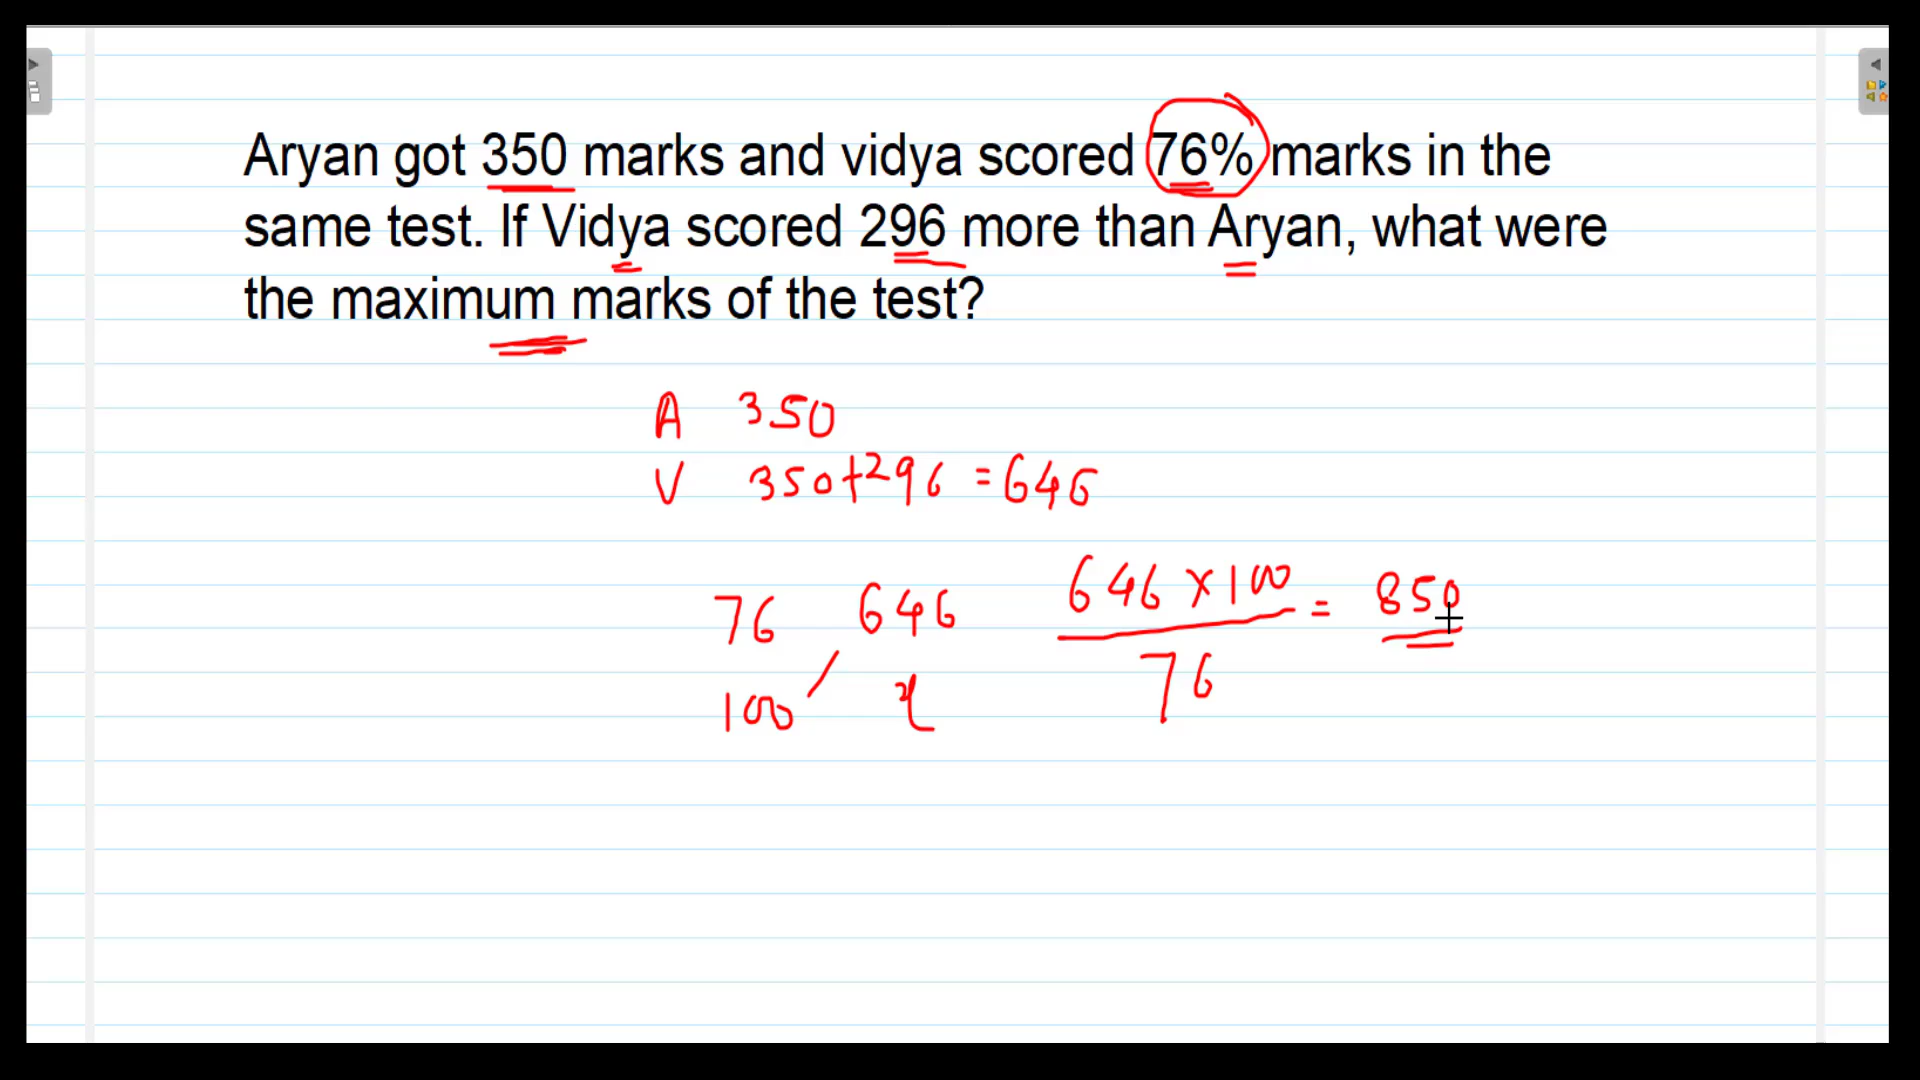 Aryan got 350 marks and vidya scored 76% marks in the
same test. If Vidya scored 296 more than Aryan, what were
the maximum marks of the test?
A 350
V 350+296 = 646
76 646
100 x
646 × 100 = 850
76